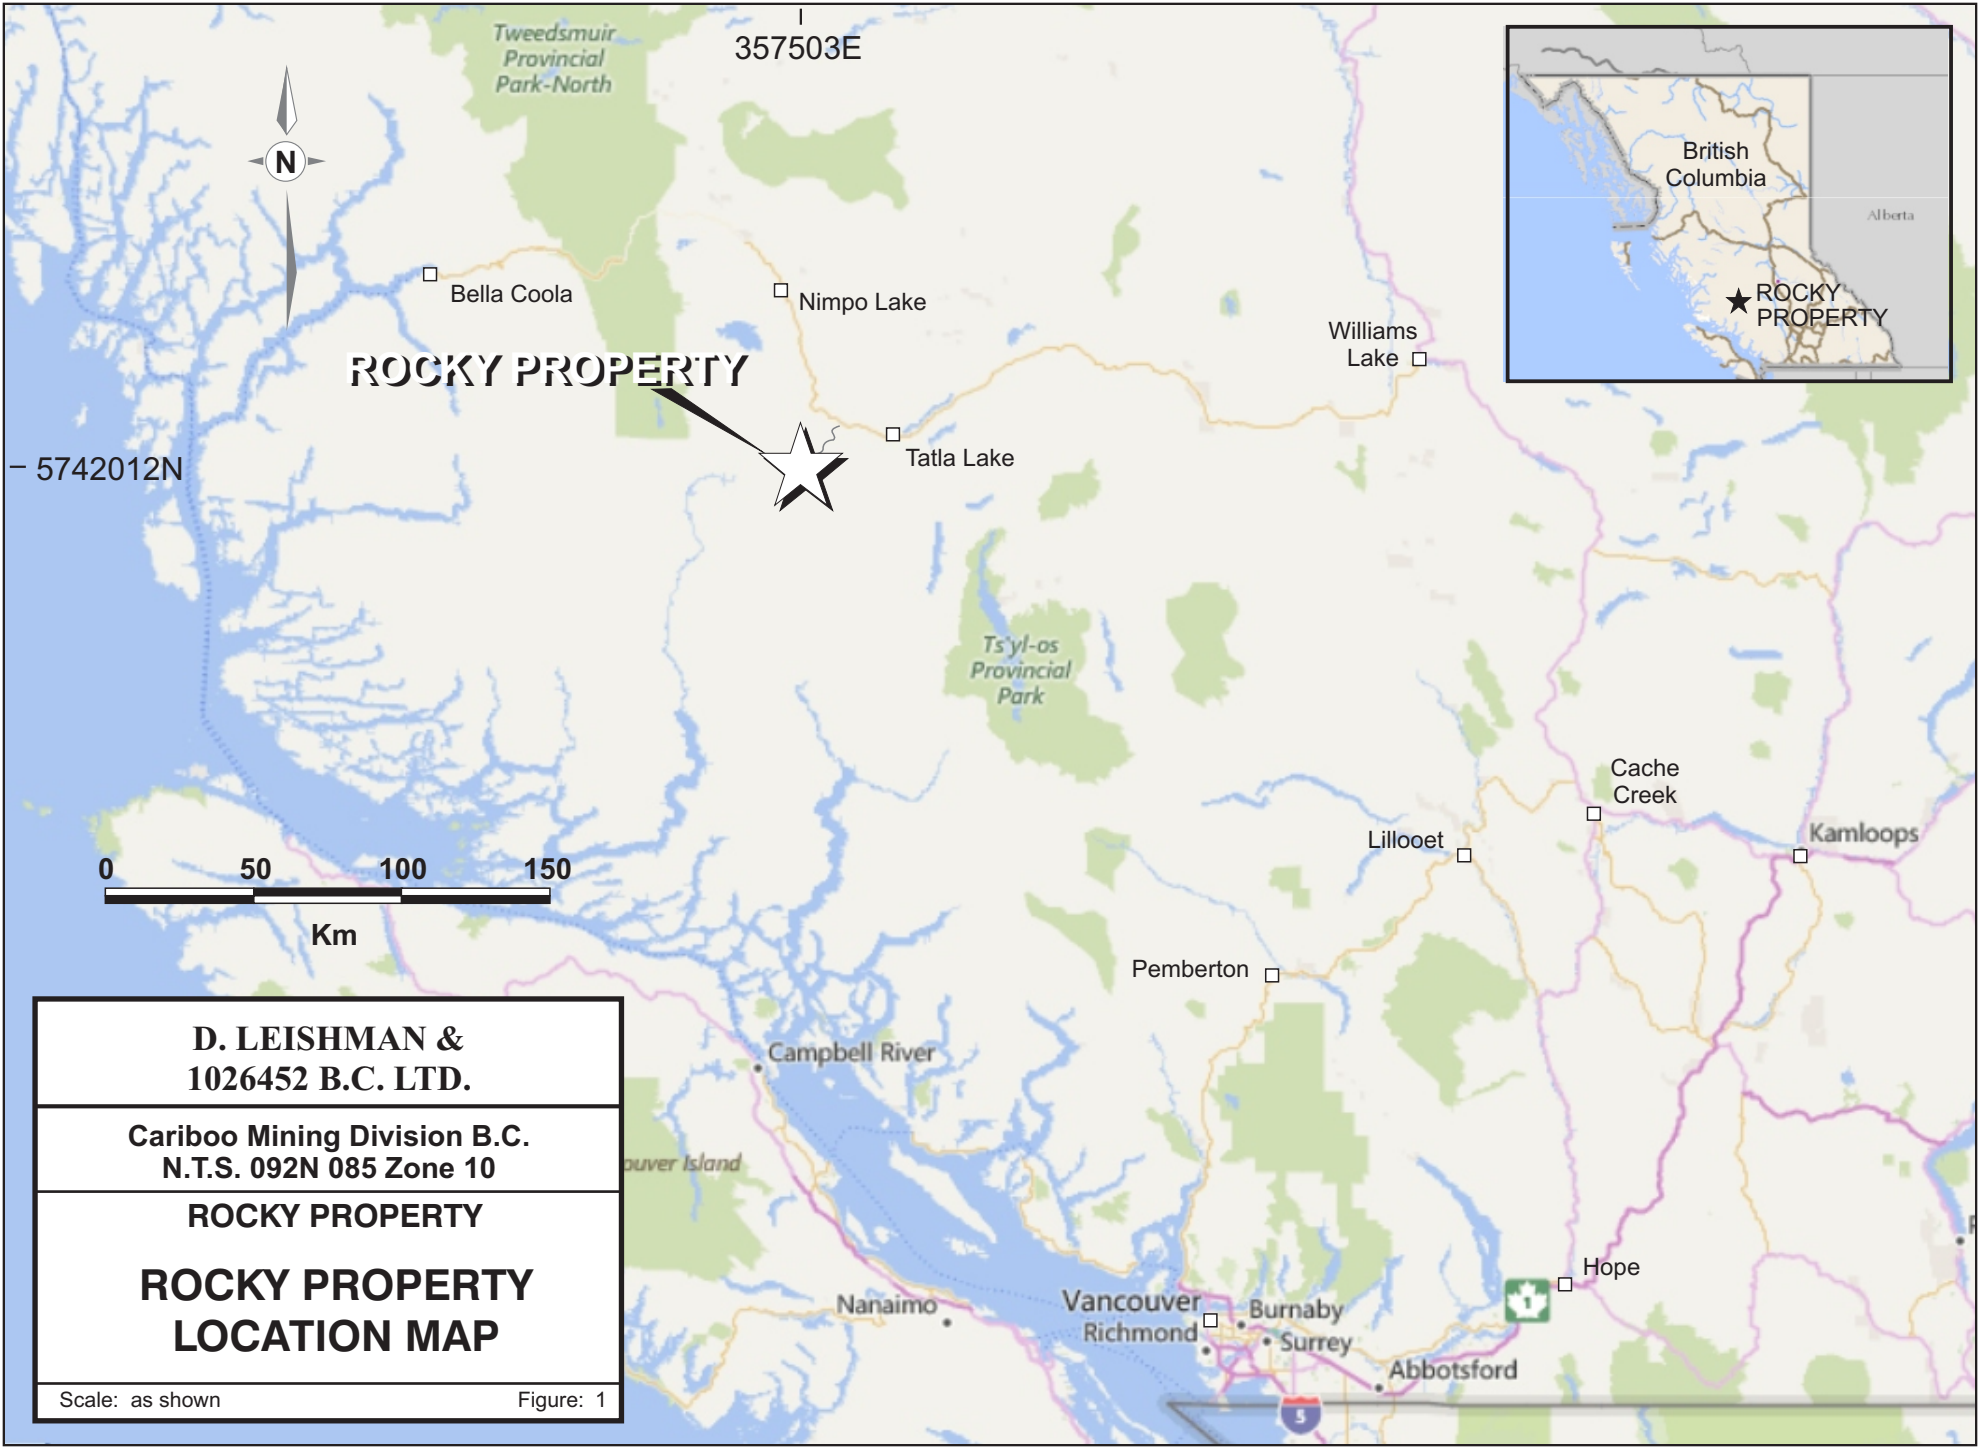 Tweedsmuir
Provincial
Park-North
357503E
N
British
Columbia
Alberta
ROCKY
PROPERTY
Bella Coola
Nimpo Lake
Williams
Lake
ROCKY PROPERTY
Tatla Lake
5742012N
Ts'yl-os
Provincial
Park
Cache
Creek
Kamloops
Lillooet
0 50 100 150
Km
Pemberton
D. LEISHMAN &
1026452 B.C. LTD.
Campbell River
Cariboo Mining Division B.C.
N.T.S. 092N 085 Zone 10
ouver Island
ROCKY PROPERTY
ROCKY PROPERTY
LOCATION MAP
Scale: as shown Figure: 1
Hope
1
Nanaimo
Vancouver
Burnaby
Richmond
Surrey
Abbotsford
5